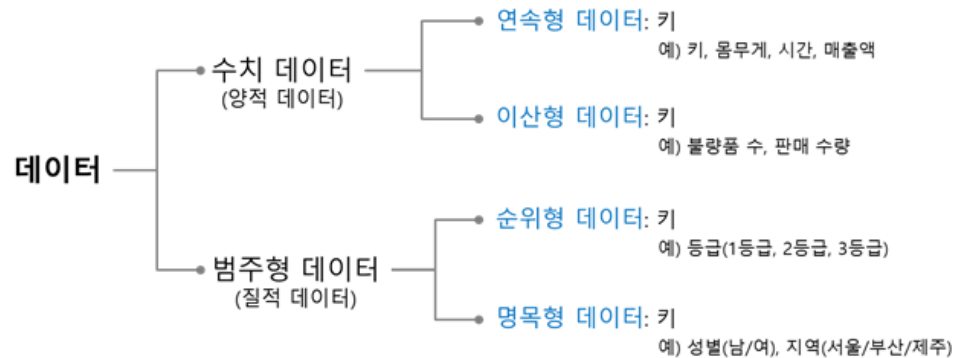 데이터
수치 데이터
(양적 데이터)
연속형 데이터: 키
예) 키, 몸무게, 시간, 매출액
이산형 데이터: 키
예) 불량품 수, 판매 수량
범주형 데이터
(질적 데이터)
순위형 데이터: 키
예) 등급(1등급, 2등급, 3등급)
명목형 데이터: 키
예) 성별(남/여), 지역(서울/부산/제주)